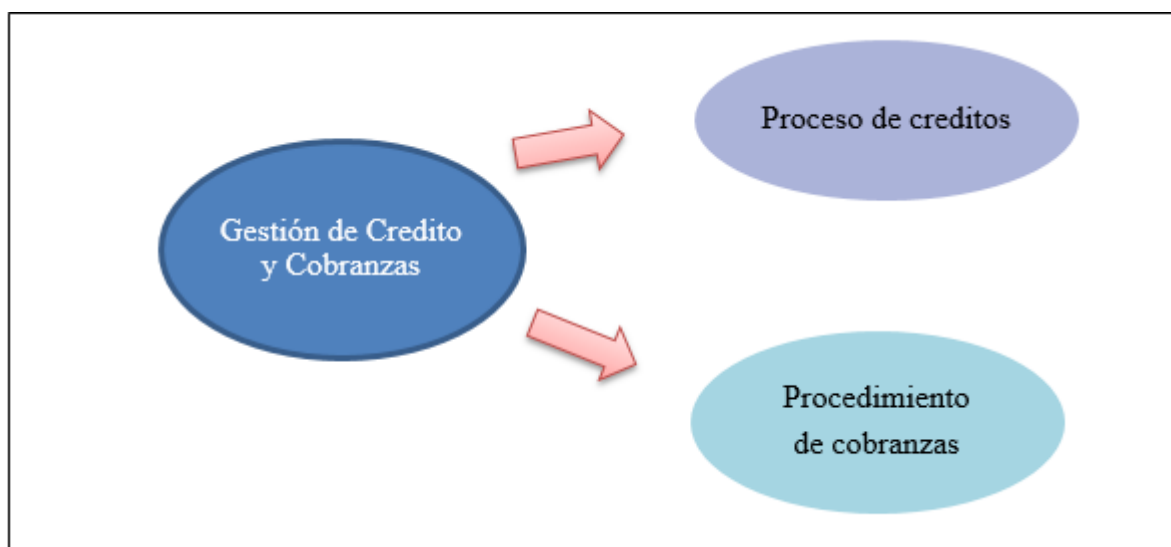 Proceso de creditos
Gestión de Credito
y Cobranzas
Procedimiento
de cobranzas